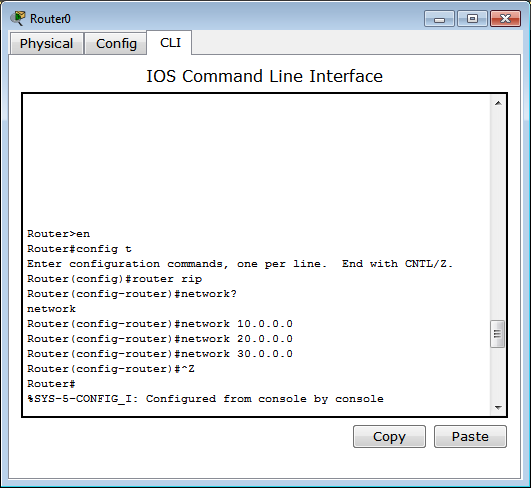 Router0
Physical Config CLI
IOS Command Line Interface
Router>en
Router#config t
Enter configuration commands, one per line.  End with CNTL/Z.
Router(config)#router rip
Router(config-router)#network?
network
Router(config-router)#network 10.0.0.0
Router(config-router)#network 20.0.0.0
Router(config-router)#network 30.0.0.0
Router(config-router)#^Z
Router#
%SYS-5-CONFIG_I: Configured from console by console
Copy Paste